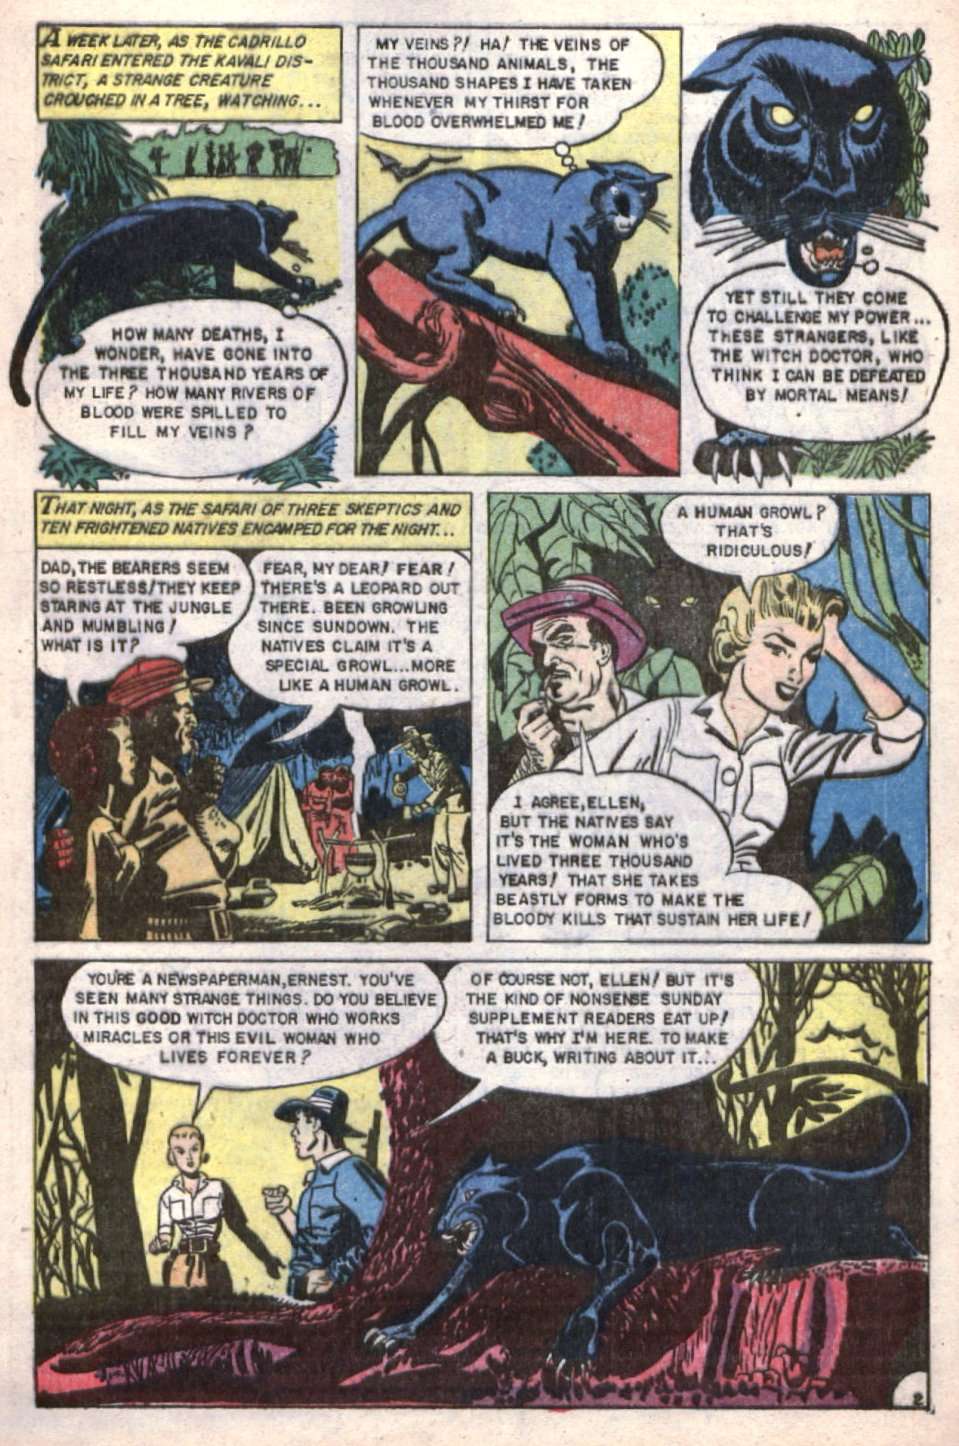 A WEEK LATER, AS THE CADRILLO
SAFARI ENTERED THE KAVALI DIS-
TRICT, A STRANGE CREATURE
CROUCHED IN A TREE, WATCHING...
HOW MANY DEATHS, I
WONDER, HAVE GONE INTO
THE THREE THOUSAND YEARS OF
MY LIFE? HOW MANY RIVERS OF
BLOOD WERE SPILLED TO
FILL MY VEINS?
MY VEINS?! HA! THE VEINS OF
THE THOUSAND ANIMALS, THE
THOUSAND SHAPES I HAVE TAKEN
WHENEVER MY THIRST FOR
BLOOD OVERWHELMED ME!
YET STILL THEY COME
TO CHALLENGE MY POWER...
THESE STRANGERS, LIKE
THE WITCH DOCTOR, WHO
THINK I CAN BE DEFEATED
BY MORTAL MEANS!
THAT NIGHT, AS THE SAFARI OF THREE SKEPTICS AND
TEN FRIGHTENED NATIVES ENCAMPED FOR THE NIGHT...
DAD, THE BEARERS SEEM
SO RESTLESS! THEY KEEP
STARING AT THE JUNGLE
AND MUMBLING!
WHAT IS IT?
FEAR, MY DEAR! FEAR!
THERE'S A LEOPARD OUT
THERE. BEEN GROWLING
SINCE SUNDOWN. THE
NATIVES CLAIM IT'S A
SPECIAL GROWL...MORE
LIKE A HUMAN GROWL.
A HUMAN GROWL?
THAT'S
RIDICULOUS!
I AGREE, ELLEN,
BUT THE NATIVES SAY
IT'S THE WOMAN WHO'S
LIVED THREE THOUSAND
YEARS! THAT SHE TAKES
BEASTLY FORMS TO MAKE THE
BLOODY KILLS THAT SUSTAIN HER LIFE!
YOU'RE A NEWSPAPERMAN, ERNEST. YOU'VE
SEEN MANY STRANGE THINGS. DO YOU BELIEVE
IN THIS GOOD WITCH DOCTOR WHO WORKS
MIRACLES OR THIS EVIL WOMAN WHO
LIVES FOREVER?
OF COURSE NOT, ELLEN! BUT IT'S
THE KIND OF NONSENSE SUNDAY
SUPPLEMENT READERS EAT UP!
THAT'S WHY I'M HERE. TO MAKE
A BUCK, WRITING ABOUT IT...
2